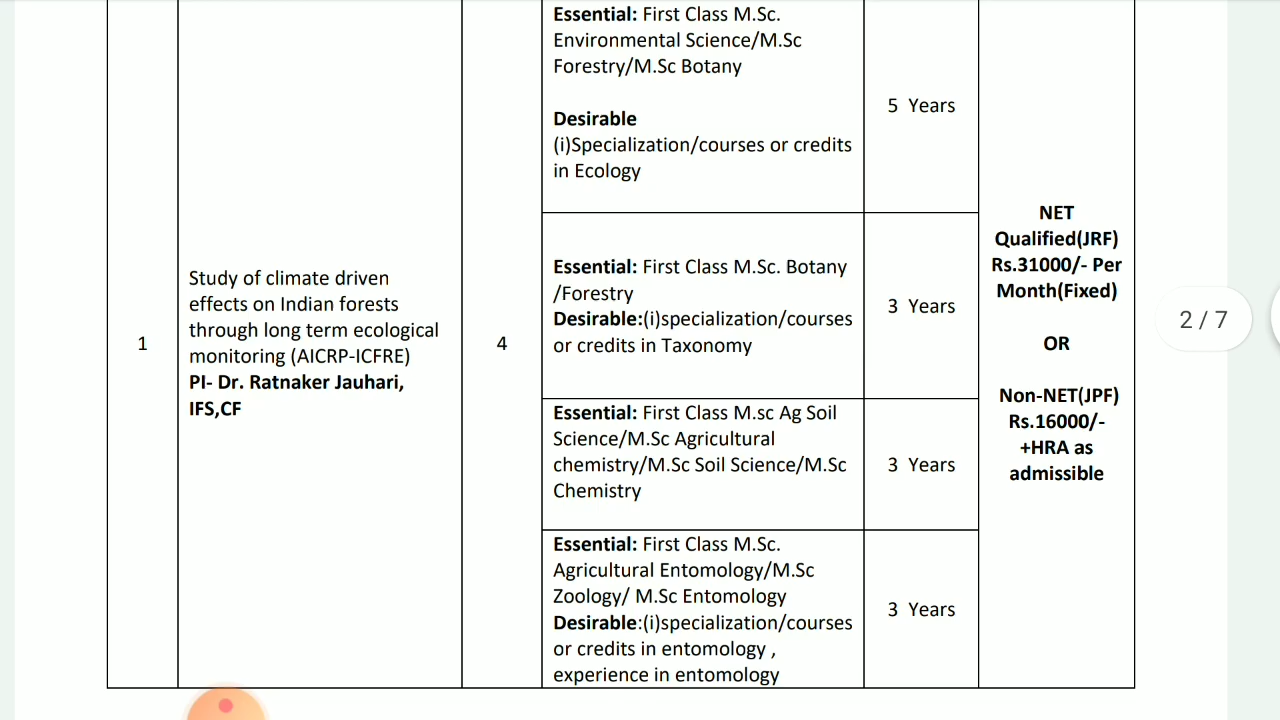 Essential: First Class M.Sc.
Environmental Science/M.Sc
Forestry/M.Sc Botany
Desirable
(i)Specialization/courses or credits
in Ecology
5 Years
Essential: First Class M.Sc. Botany
/Forestry
Desirable:(i)specialization/courses
or credits in Taxonomy
3 Years
1
Study of climate driven
effects on Indian forests
through long term ecological
monitoring (AICRP-ICFRE)
PI- Dr. Ratnaker Jauhari,
IFS,CF
4
Essential: First Class M.sc Ag Soil
Science/M.Sc Agricultural
chemistry/M.Sc Soil Science/M.Sc
Chemistry
3 Years
Essential: First Class M.Sc.
Agricultural Entomology/M.Sc
Zoology/ M.Sc Entomology
Desirable:(i)specialization/courses
or credits in entomology ,
experience in entomology
3 Years
NET
Qualified(JRF)
Rs.31000/- Per
Month(Fixed)
OR
Non-NET(JPF)
Rs.16000/-
+HRA as
admissible
2 / 7